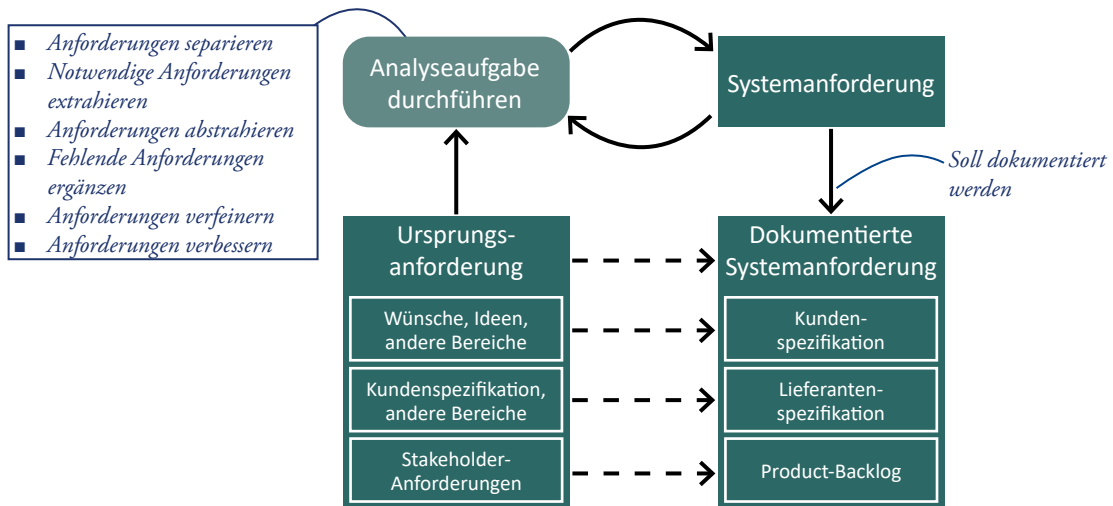 ■ Anforderungen separieren
■ Notwendige Anforderungen
extrahieren
■ Anforderungen abstrahieren
■ Fehlende Anforderungen
ergänzen
■ Anforderungen verfeinern
■ Anforderungen verbessern
Analyseaufgabe
durchführen
Systemanforderung
Soll dokumentiert
werden
Ursprungs-
anforderung
Wünsche, Ideen,
andere Bereiche
Kundenspezifikation,
andere Bereiche
Stakeholder-
Anforderungen
Dokumentierte
Systemanforderung
Kunden-
spezifikation
Lieferanten-
spezifikation
Product-Backlog